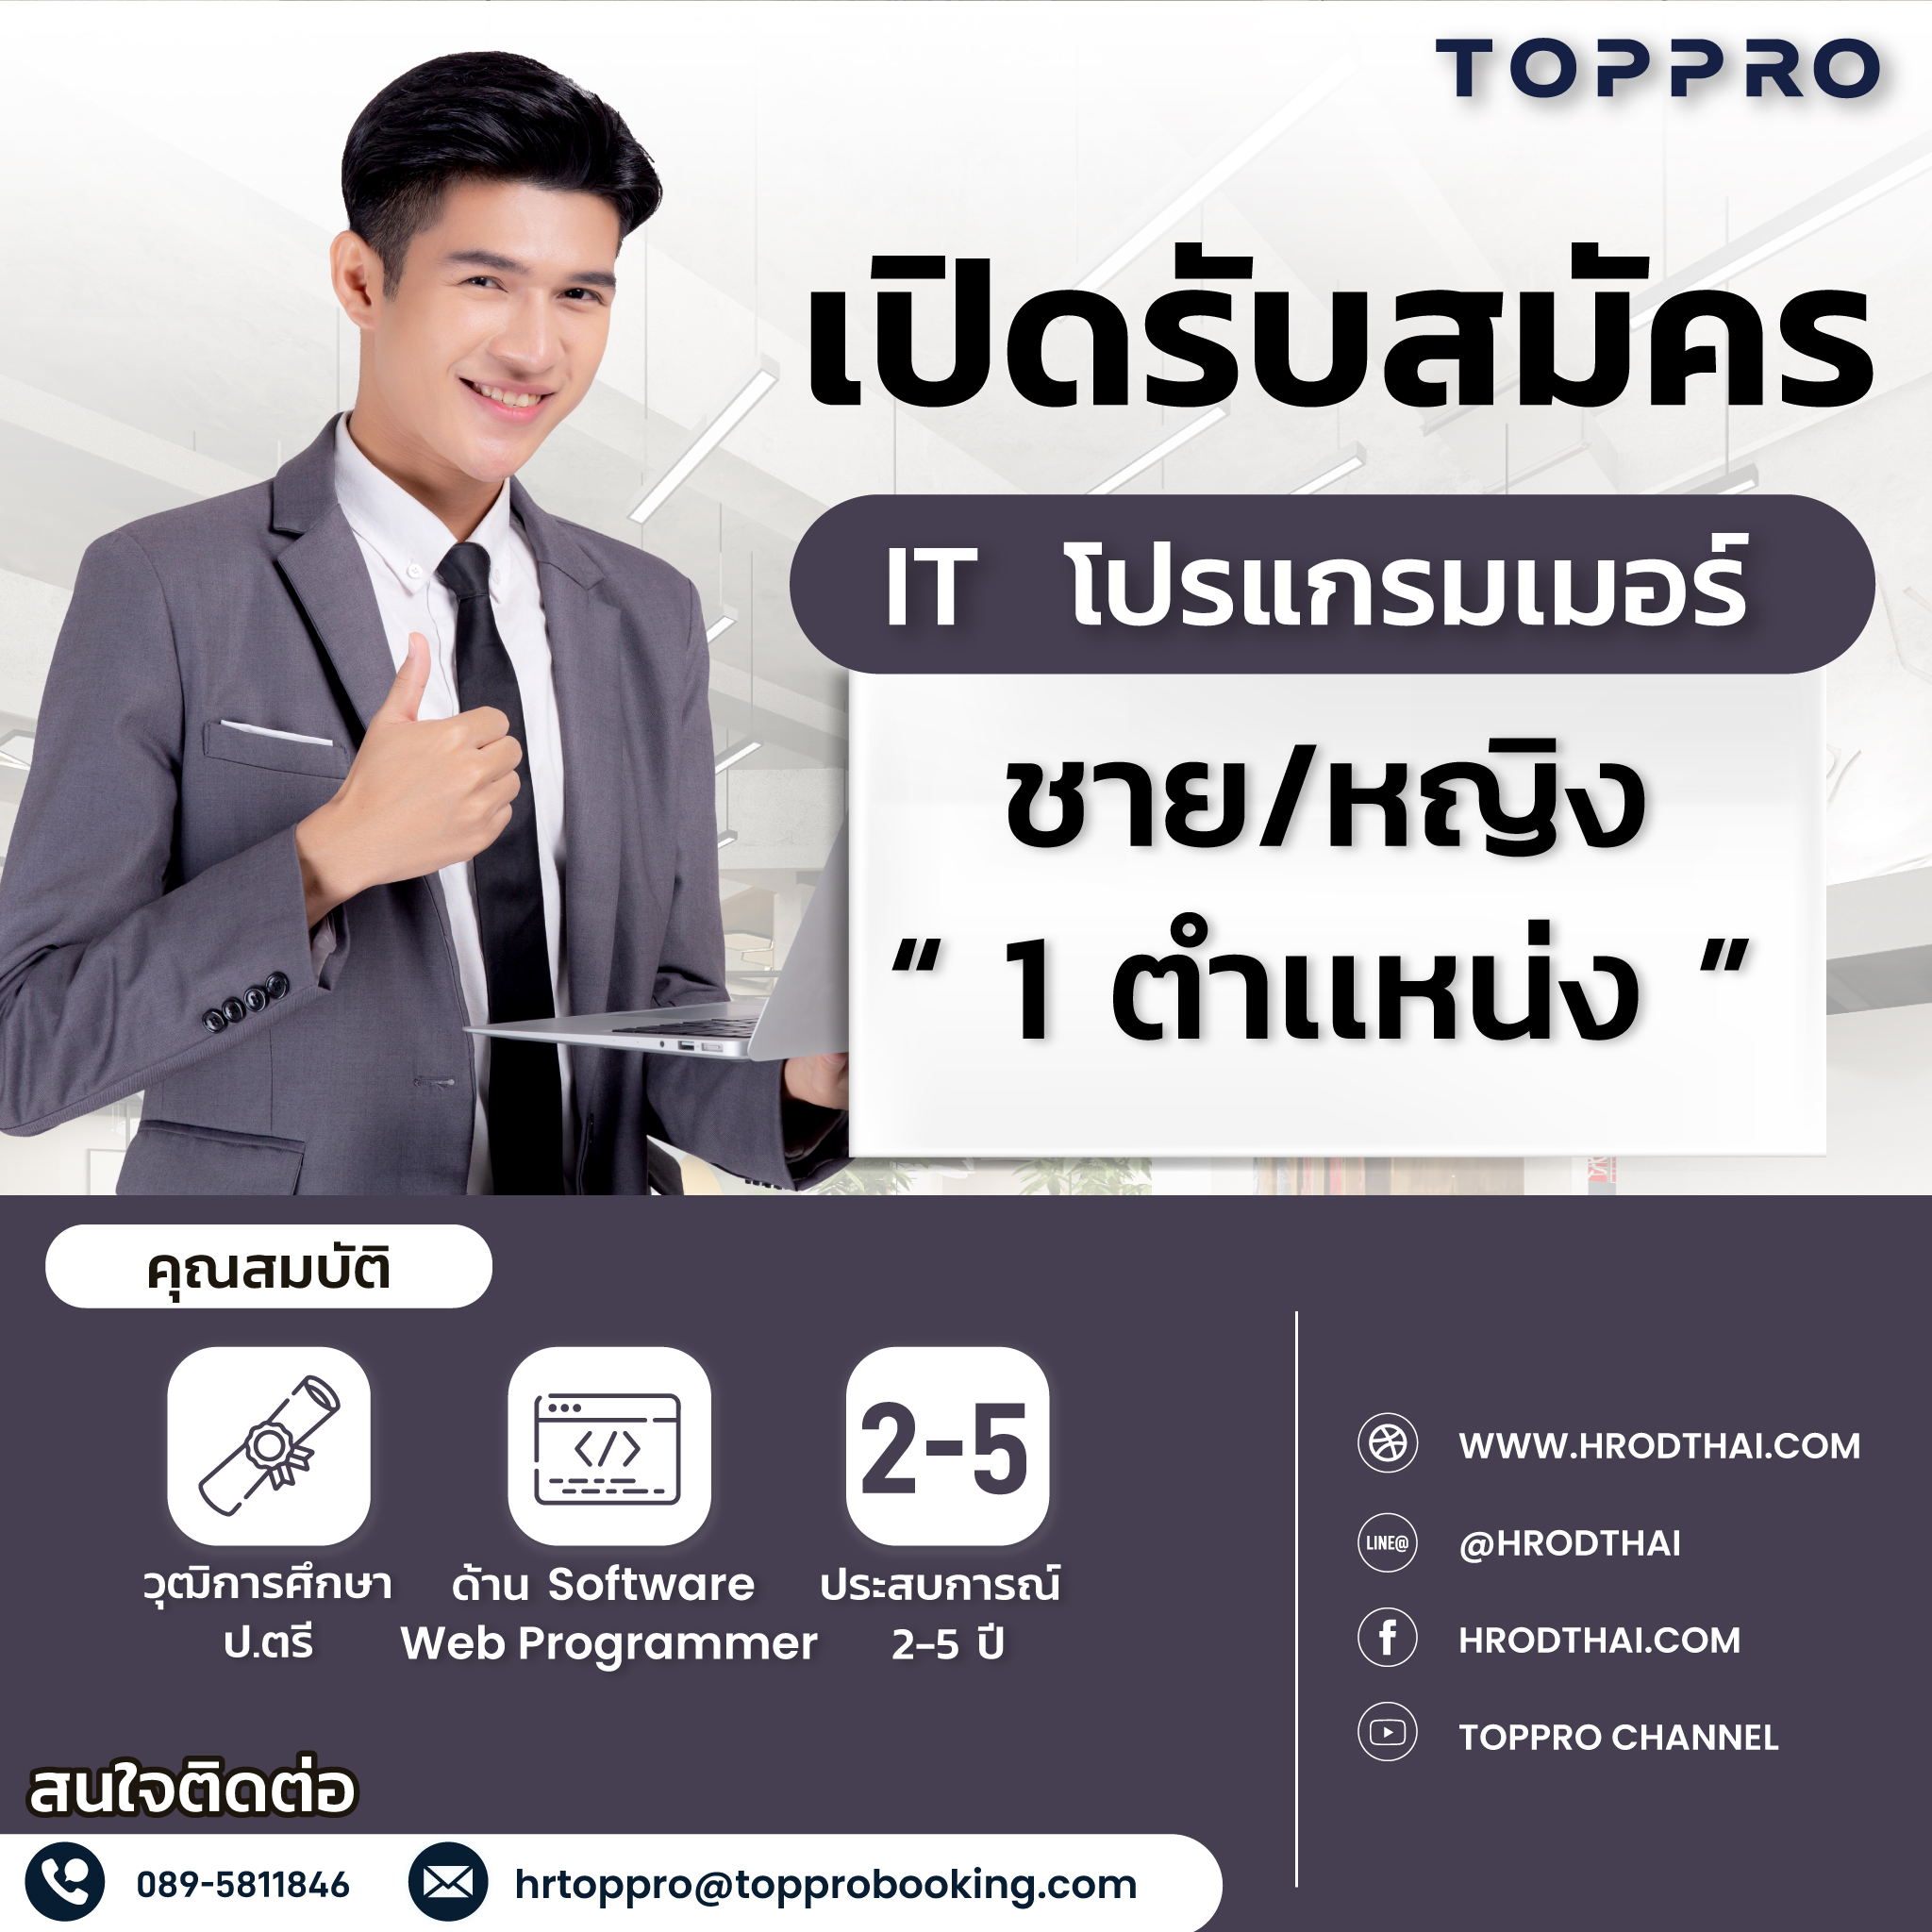 TOPPRO
เปิดรับสมัคร
IT โปรแกรมเมอร์
ชาย/หญิง
“ 1 ตำแหน่ง ”
คุณสมบัติ
2-5
วุฒิการศึกษา
ป.ตรี
ด้าน Software
Web Programmer
ประสบการณ์
2-5 ปี
WWW.HRODTHAI.COM
LINE@ @HRODTHAI
HRODTHAI.COM
TOPPRO CHANNEL
สนใจติดต่อ
089-5811846 hrtoppro@topprobooking.com